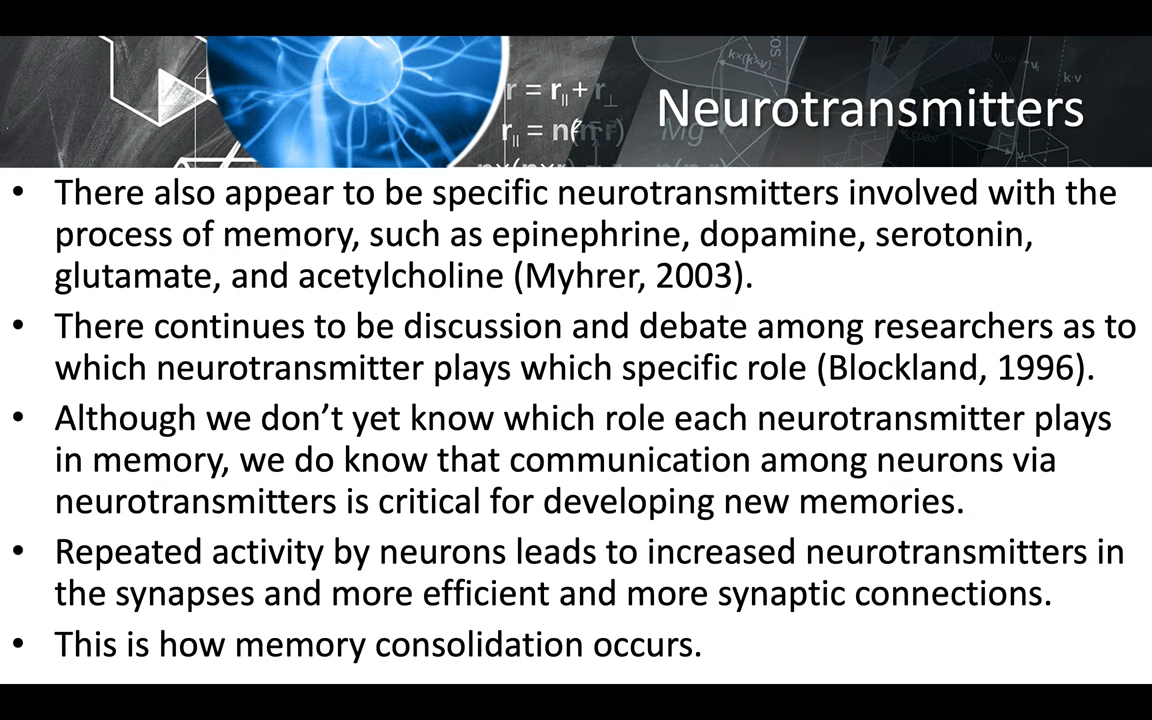 Neurotransmitters
r = r|| + r⊥
r|| = n(n·r)
Mg
COS
k×(k×v)
k·v
• There also appear to be specific neurotransmitters involved with the
process of memory, such as epinephrine, dopamine, serotonin,
glutamate, and acetylcholine (Myhrer, 2003).
• There continues to be discussion and debate among researchers as to
which neurotransmitter plays which specific role (Blockland, 1996).
• Although we don’t yet know which role each neurotransmitter plays
in memory, we do know that communication among neurons via
neurotransmitters is critical for developing new memories.
• Repeated activity by neurons leads to increased neurotransmitters in
the synapses and more efficient and more synaptic connections.
• This is how memory consolidation occurs.